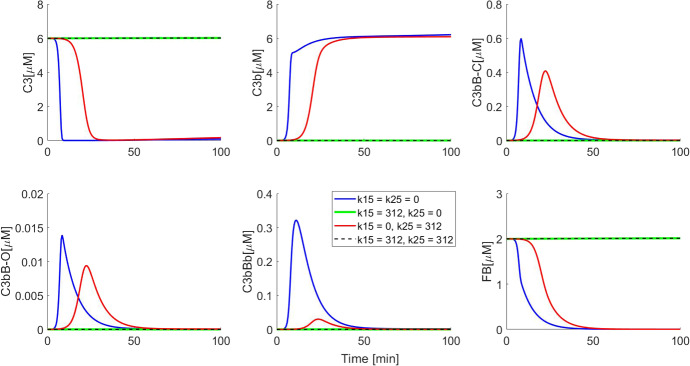 8
6
4
2
0
0 50 100
C3[μM]
8
6
4
2
0
0 50 100
C3b[μM]
0.8
0.6
0.4
0.2
0
0 50 100
C3bB-C[μM]
0.02
0.015
0.01
0.005
0
0 50 100
C3bB-O[μM]
0.4
0.3
0.2
0.1
0
0 50 100
C3bBb[μM]
Time [min]
k15 = k25 = 0
k15 = 312, k25 = 0
k15 = 0, k25 = 312
k15 = 312, k25 = 312
3
2
1
0
0 50 100
FB[μM]